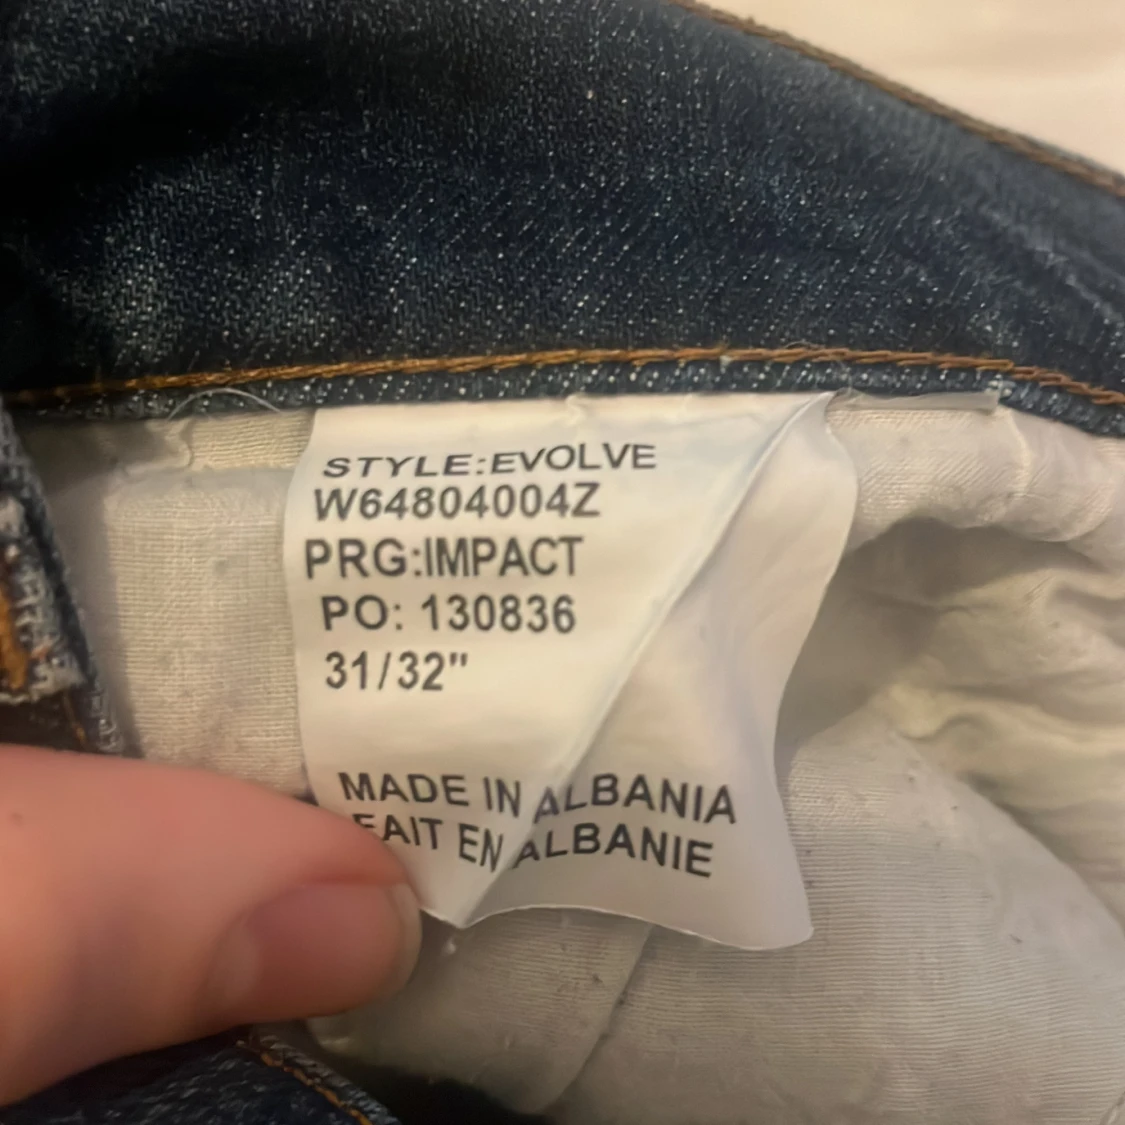 STYLE:EVOLVE
W64804004Z
PRG:IMPACT
PO: 130836
31/32"
MADE IN ALBANIA
FAIT EN ALBANIE